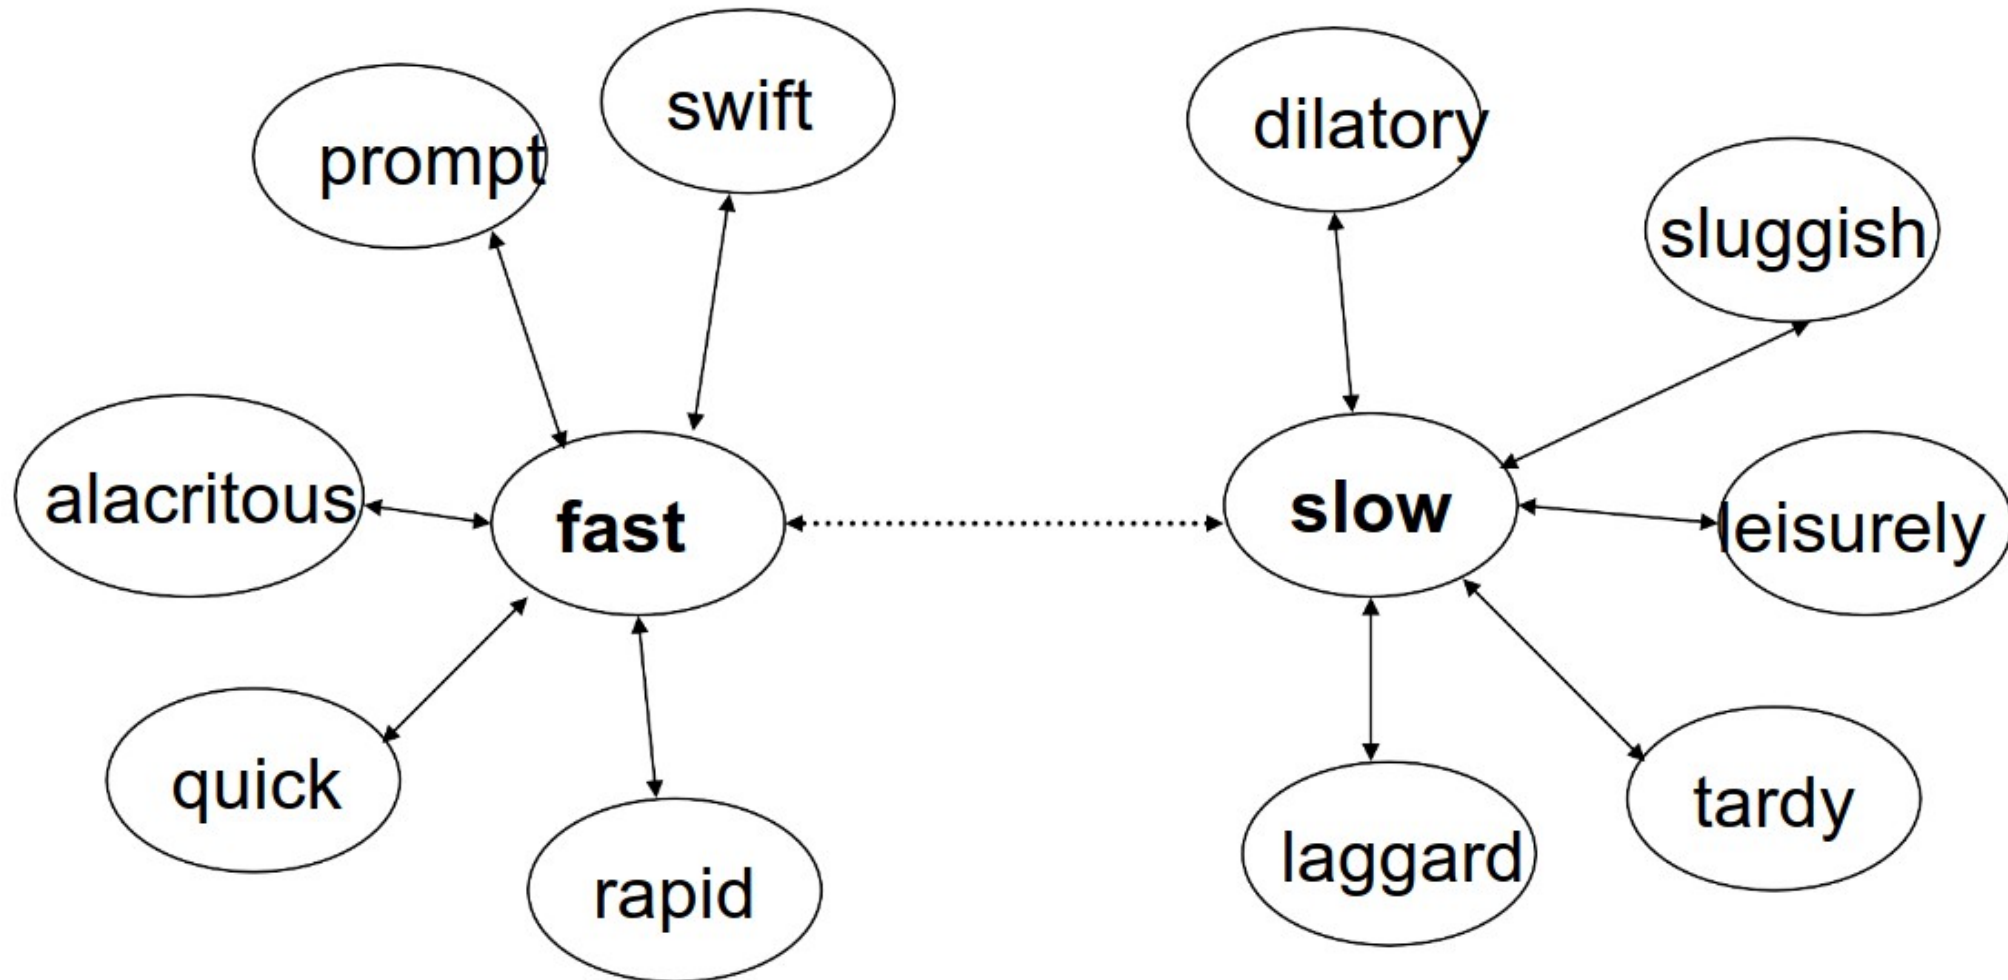 swift
prompt
alacritous
fast
quick
rapid
dilatory
sluggish
slow
leisurely
tardy
laggard